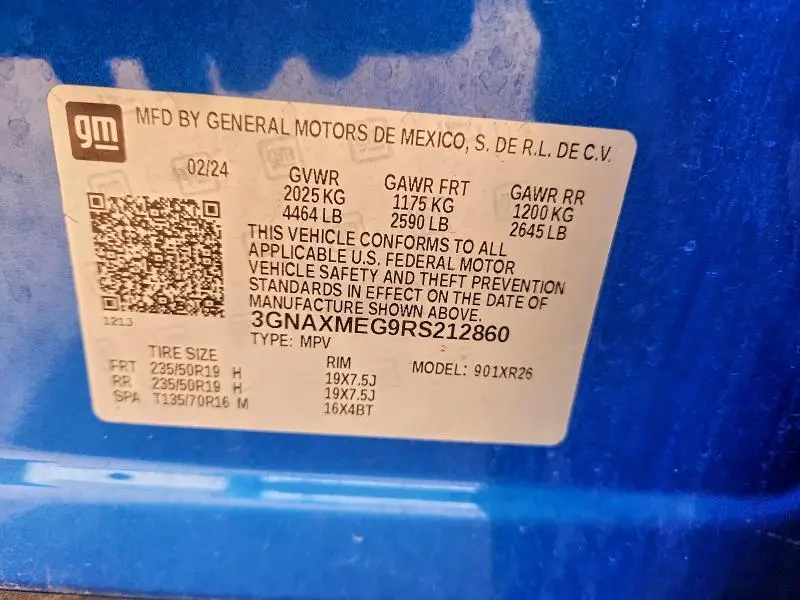 gm MFD BY GENERAL MOTORS DE MEXICO, S. DE R.L. DE C.V.
02/24 GVWR GAWR FRT GAWR RR
2025 KG 1175 KG 1200 KG
4464 LB 2590 LB 2645 LB
THIS VEHICLE CONFORMS TO ALL
APPLICABLE U.S. FEDERAL MOTOR
VEHICLE SAFETY AND THEFT PREVENTION
STANDARDS IN EFFECT ON THE DATE OF
MANUFACTURE SHOWN ABOVE.
1213 3GNAXMEG9RS212860
TYPE: MPV MODEL: 901XR26
TIRE SIZE RIM
FRT 235/50R19 H 19X7.5J
RR 235/50R19 H 19X7.5J
SPA T135/70R16 M 16X4BT